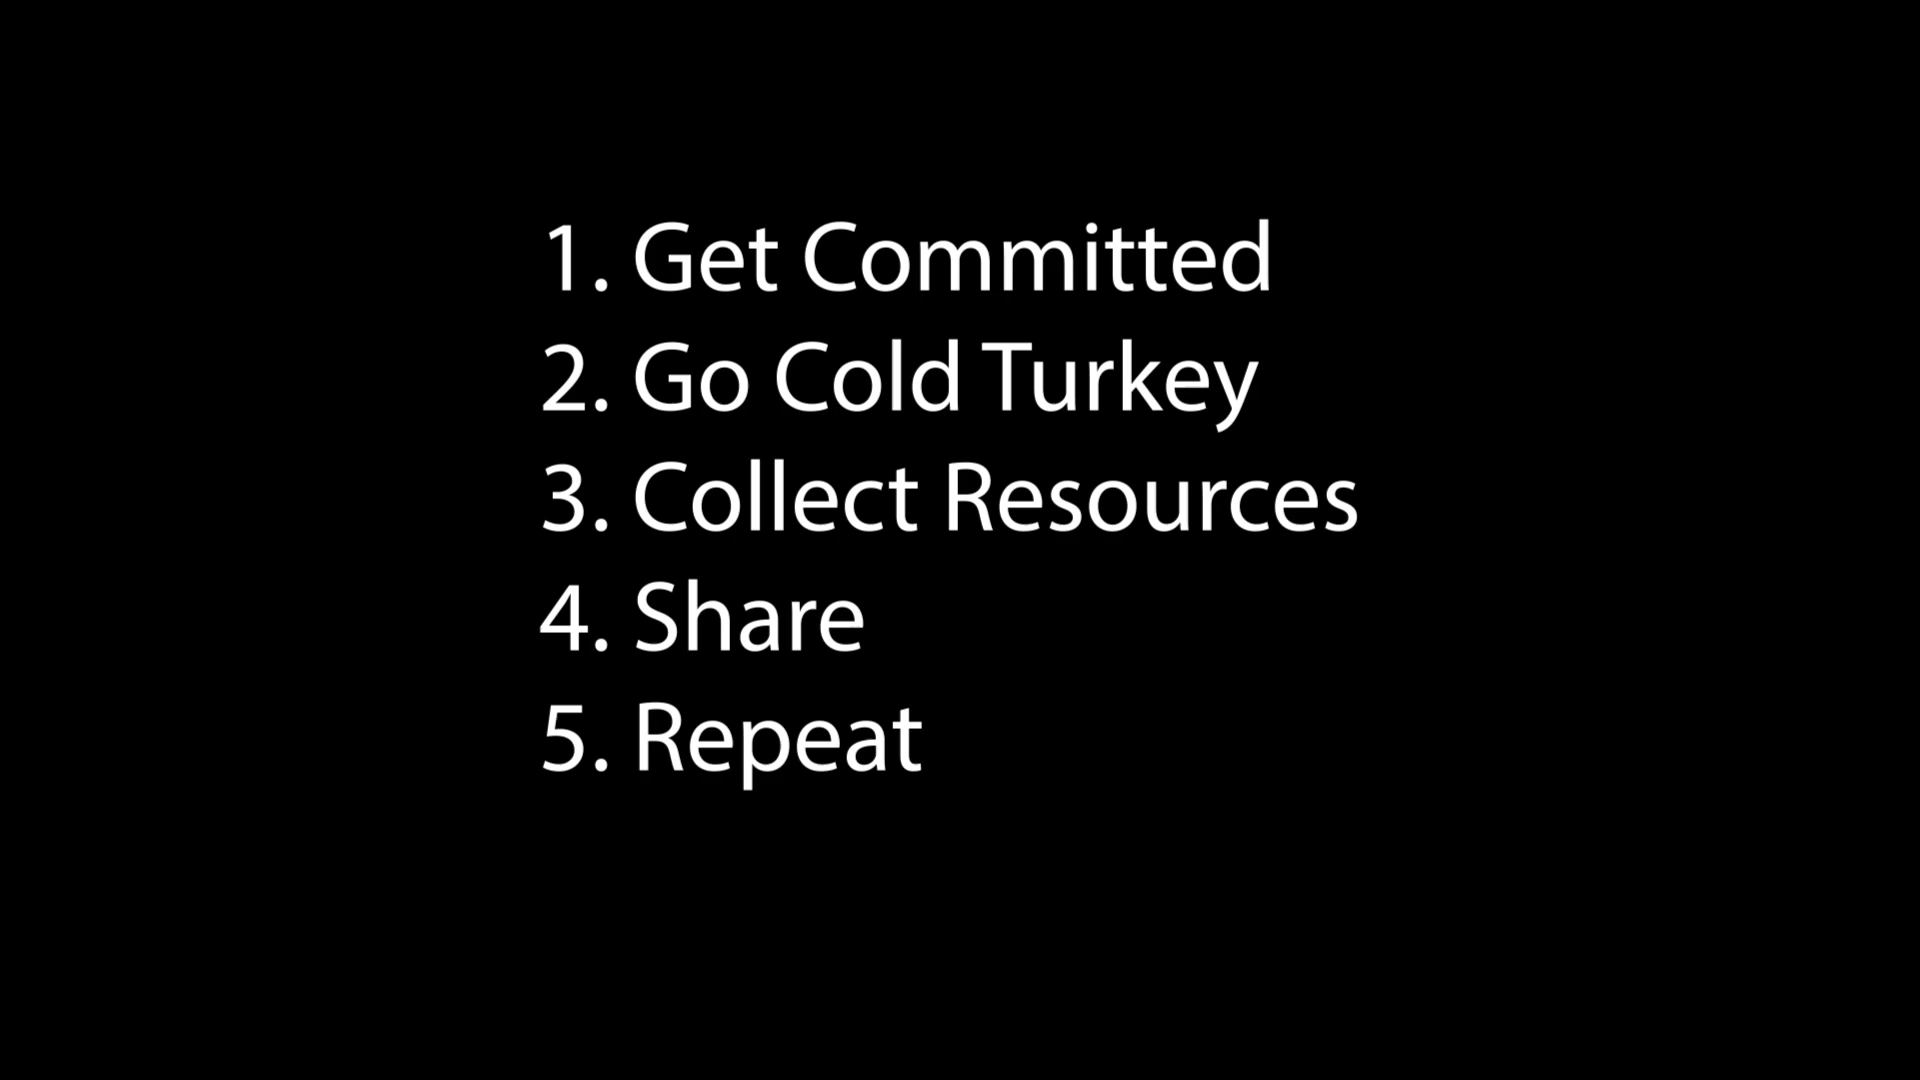 1. Get Committed
2. Go Cold Turkey
3. Collect Resources
4. Share
5. Repeat